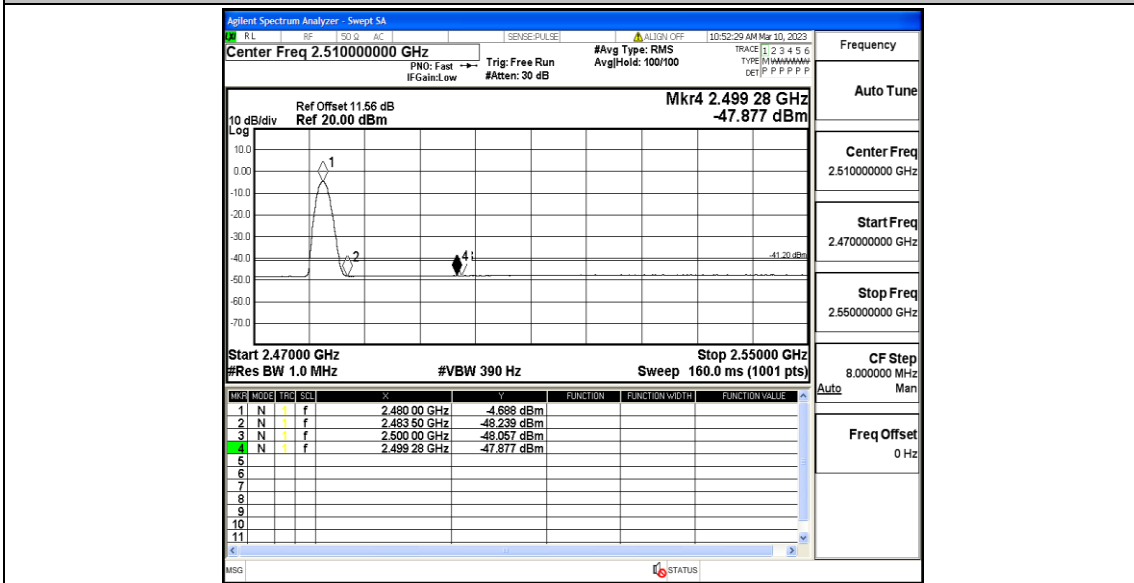 Agilent Spectrum Analyzer - Swept SA
RL RF 50 Ω AC SENSE:PULSE ALIGN OFF 10:52:29 AM Mar 10, 2023
Center Freq 2.510000000 GHz
PNO: Fast
IFGain:Low
Trig: Free Run
#Atten: 30 dB
#Avg Type: RMS
Avg|Hold: 100/100
TRACE 1 2 3 4 5 6
TYPE M WWWWW
DET P P P P P P
Mkr4 2.499 28 GHz
-47.877 dBm
Ref Offset 11.56 dB
10 dB/div Ref 20.00 dBm
Log
10.0
0.00
-10.0
-20.0
-30.0
-40.0
-50.0
-60.0
-70.0
1
2
4
-41.20 dBm
Start 2.47000 GHz Stop 2.55000 GHz
#Res BW 1.0 MHz #VBW 390 Hz Sweep 160.0 ms (1001 pts)
MKR MODE TRC SCL X Y FUNCTION FUNCTION WIDTH FUNCTION VALUE
1 N 1 f 2.480 00 GHz -4.688 dBm
2 N 1 f 2.483 50 GHz -48.239 dBm
3 N 1 f 2.500 00 GHz -48.057 dBm
4 N 1 f 2.499 28 GHz -47.877 dBm
5
6
7
8
9
10
11
MSG STATUS
Frequency
Auto Tune
Center Freq
2.510000000 GHz
Start Freq
2.470000000 GHz
Stop Freq
2.550000000 GHz
CF Step
8.000000 MHz
Auto Man
Freq Offset
0 Hz